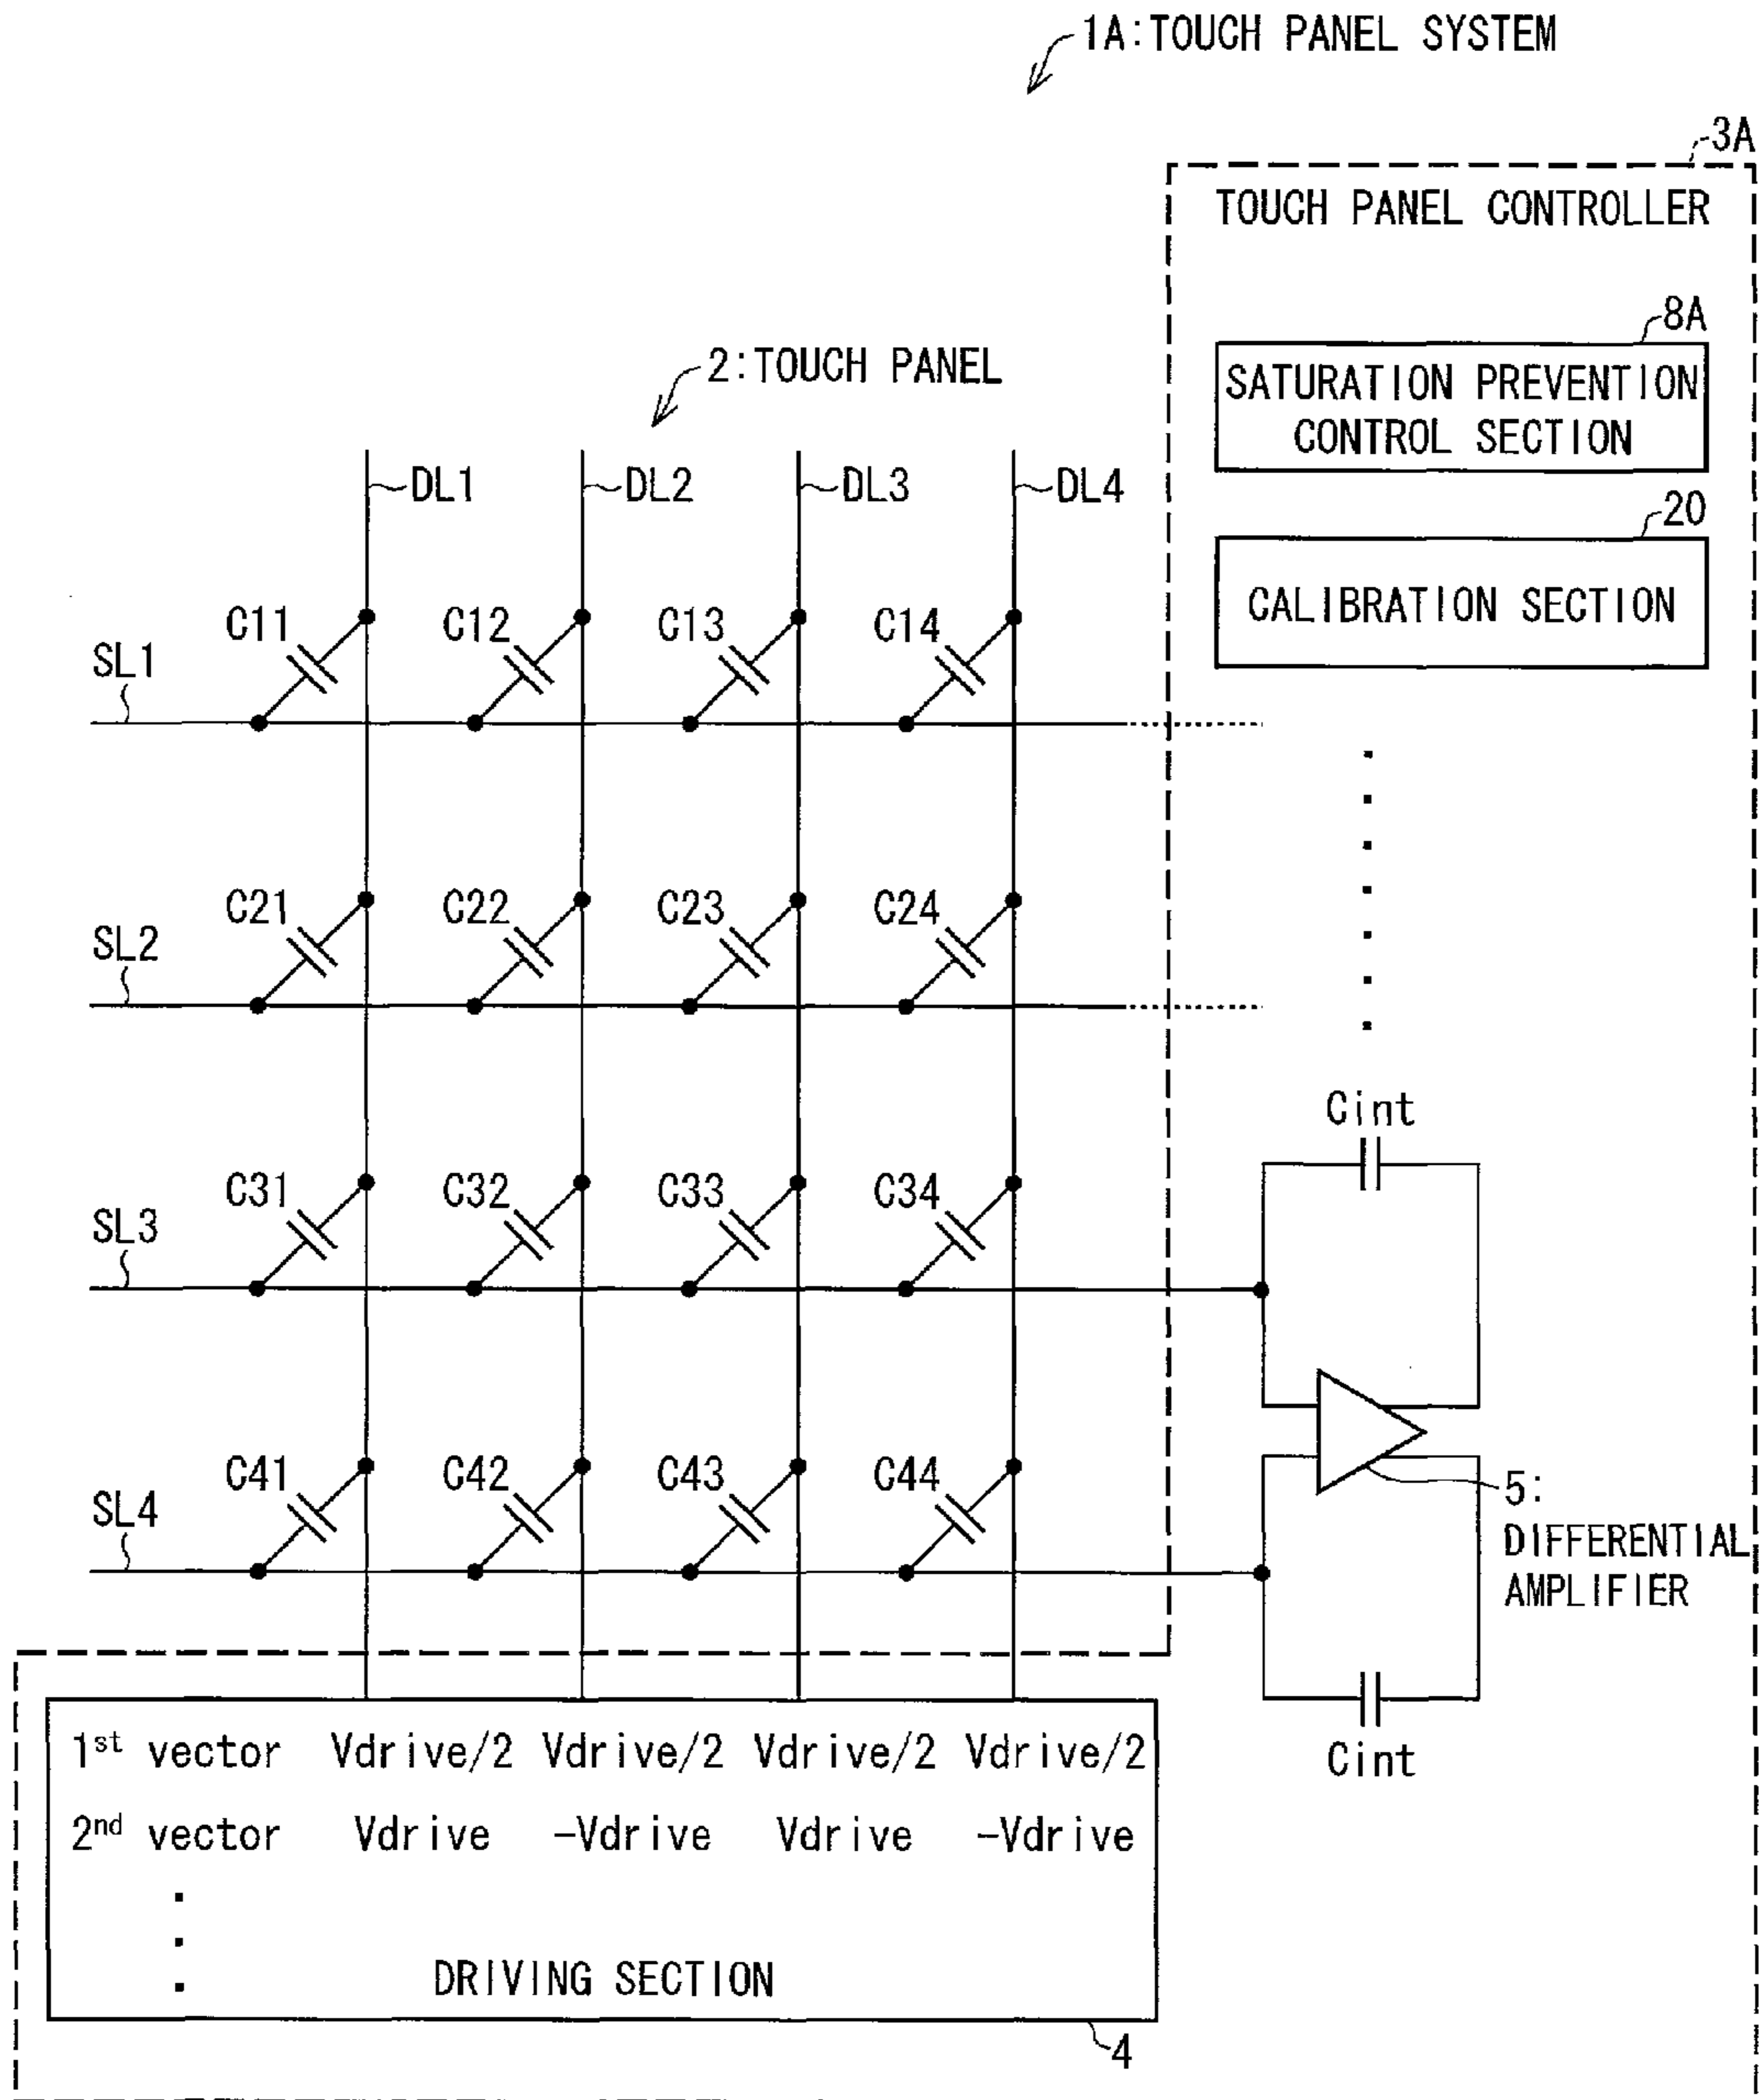 1A:TOUCH PANEL SYSTEM
3A
TOUCH PANEL CONTROLLER
8A
SATURATION PREVENTION
CONTROL SECTION
2:TOUCH PANEL
DL1 DL2 DL3 DL4
20
CALIBRATION SECTION
C11 C12 C13 C14
SL1
C21 C22 C23 C24
SL2
Cint
C31 C32 C33 C34
SL3
C41 C42 C43 C44
SL4
5:
DIFFERENTIAL
AMPLIFIER
1st vector Vdrive/2 Vdrive/2 Vdrive/2 Vdrive/2
Cint
2nd vector Vdrive -Vdrive Vdrive -Vdrive
DRIVING SECTION
4